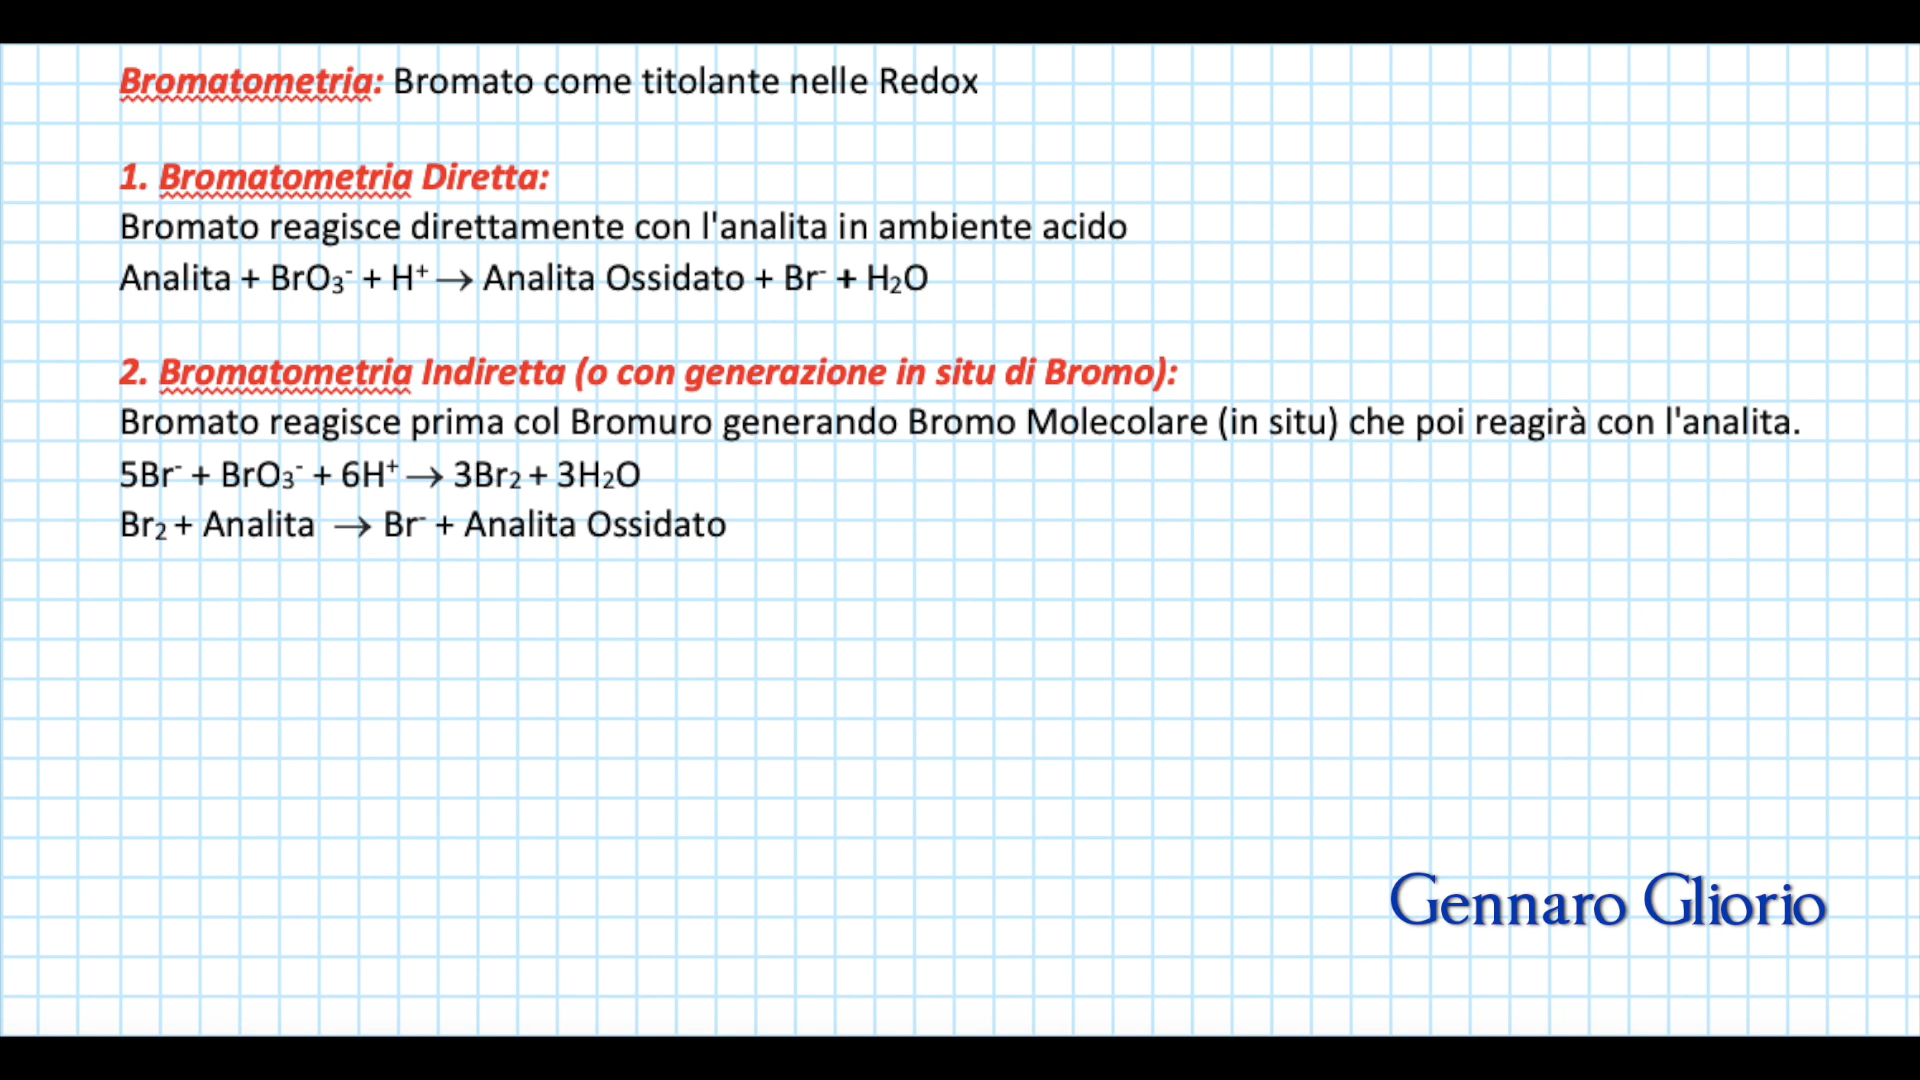 Bromatometria: Bromato come titolante nelle Redox
1. Bromatometria Diretta:
Bromato reagisce direttamente con l'analita in ambiente acido
Analita + BrO₃⁻ + H⁺ → Analita Ossidato + Br⁻ + H₂O
2. Bromatometria Indiretta (o con generazione in situ di Bromo):
Bromato reagisce prima col Bromuro generando Bromo Molecolare (in situ) che poi reagirà con l'analita.
5Br⁻ + BrO₃⁻ + 6H⁺ → 3Br₂ + 3H₂O
Br₂ + Analita → Br⁻ + Analita Ossidato
Gennaro Gliorio